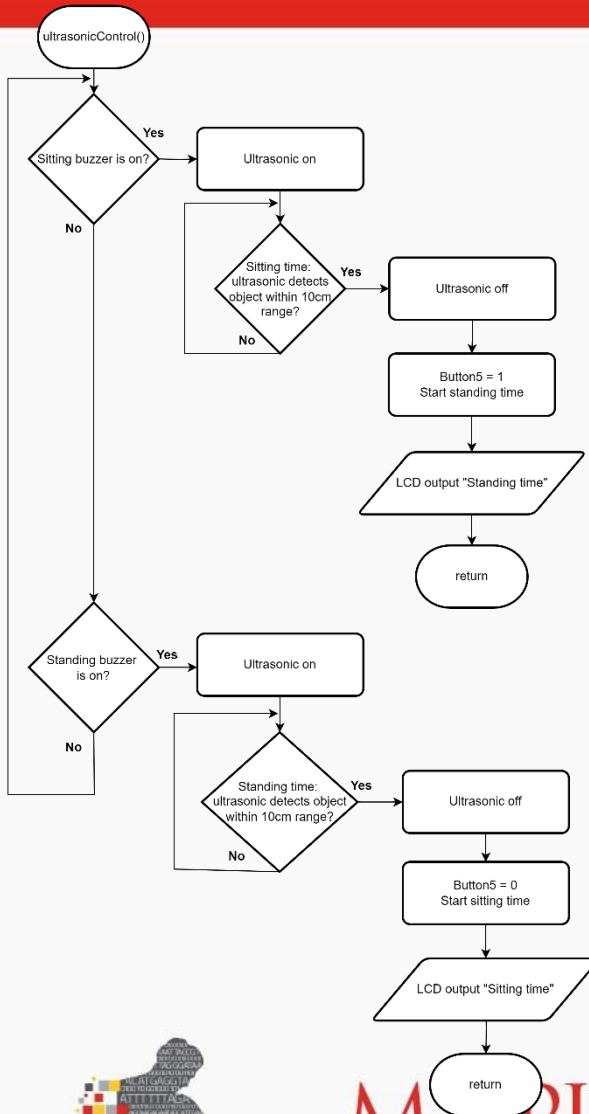 ultrasonicControl()
Yes
Sitting buzzer is on?
Ultrasonic on
No
Sitting time:
ultrasonic detects
object within 10cm
range?
Yes
No
Ultrasonic off
Button5 = 1
Start standing time
LCD output "Standing time"
return
Standing buzzer
is on?
Yes
Ultrasonic on
No
Standing time:
ultrasonic detects object
within 10cm range?
Yes
No
Ultrasonic off
Button5 = 0
Start sitting time
LCD output "Sitting time"
return